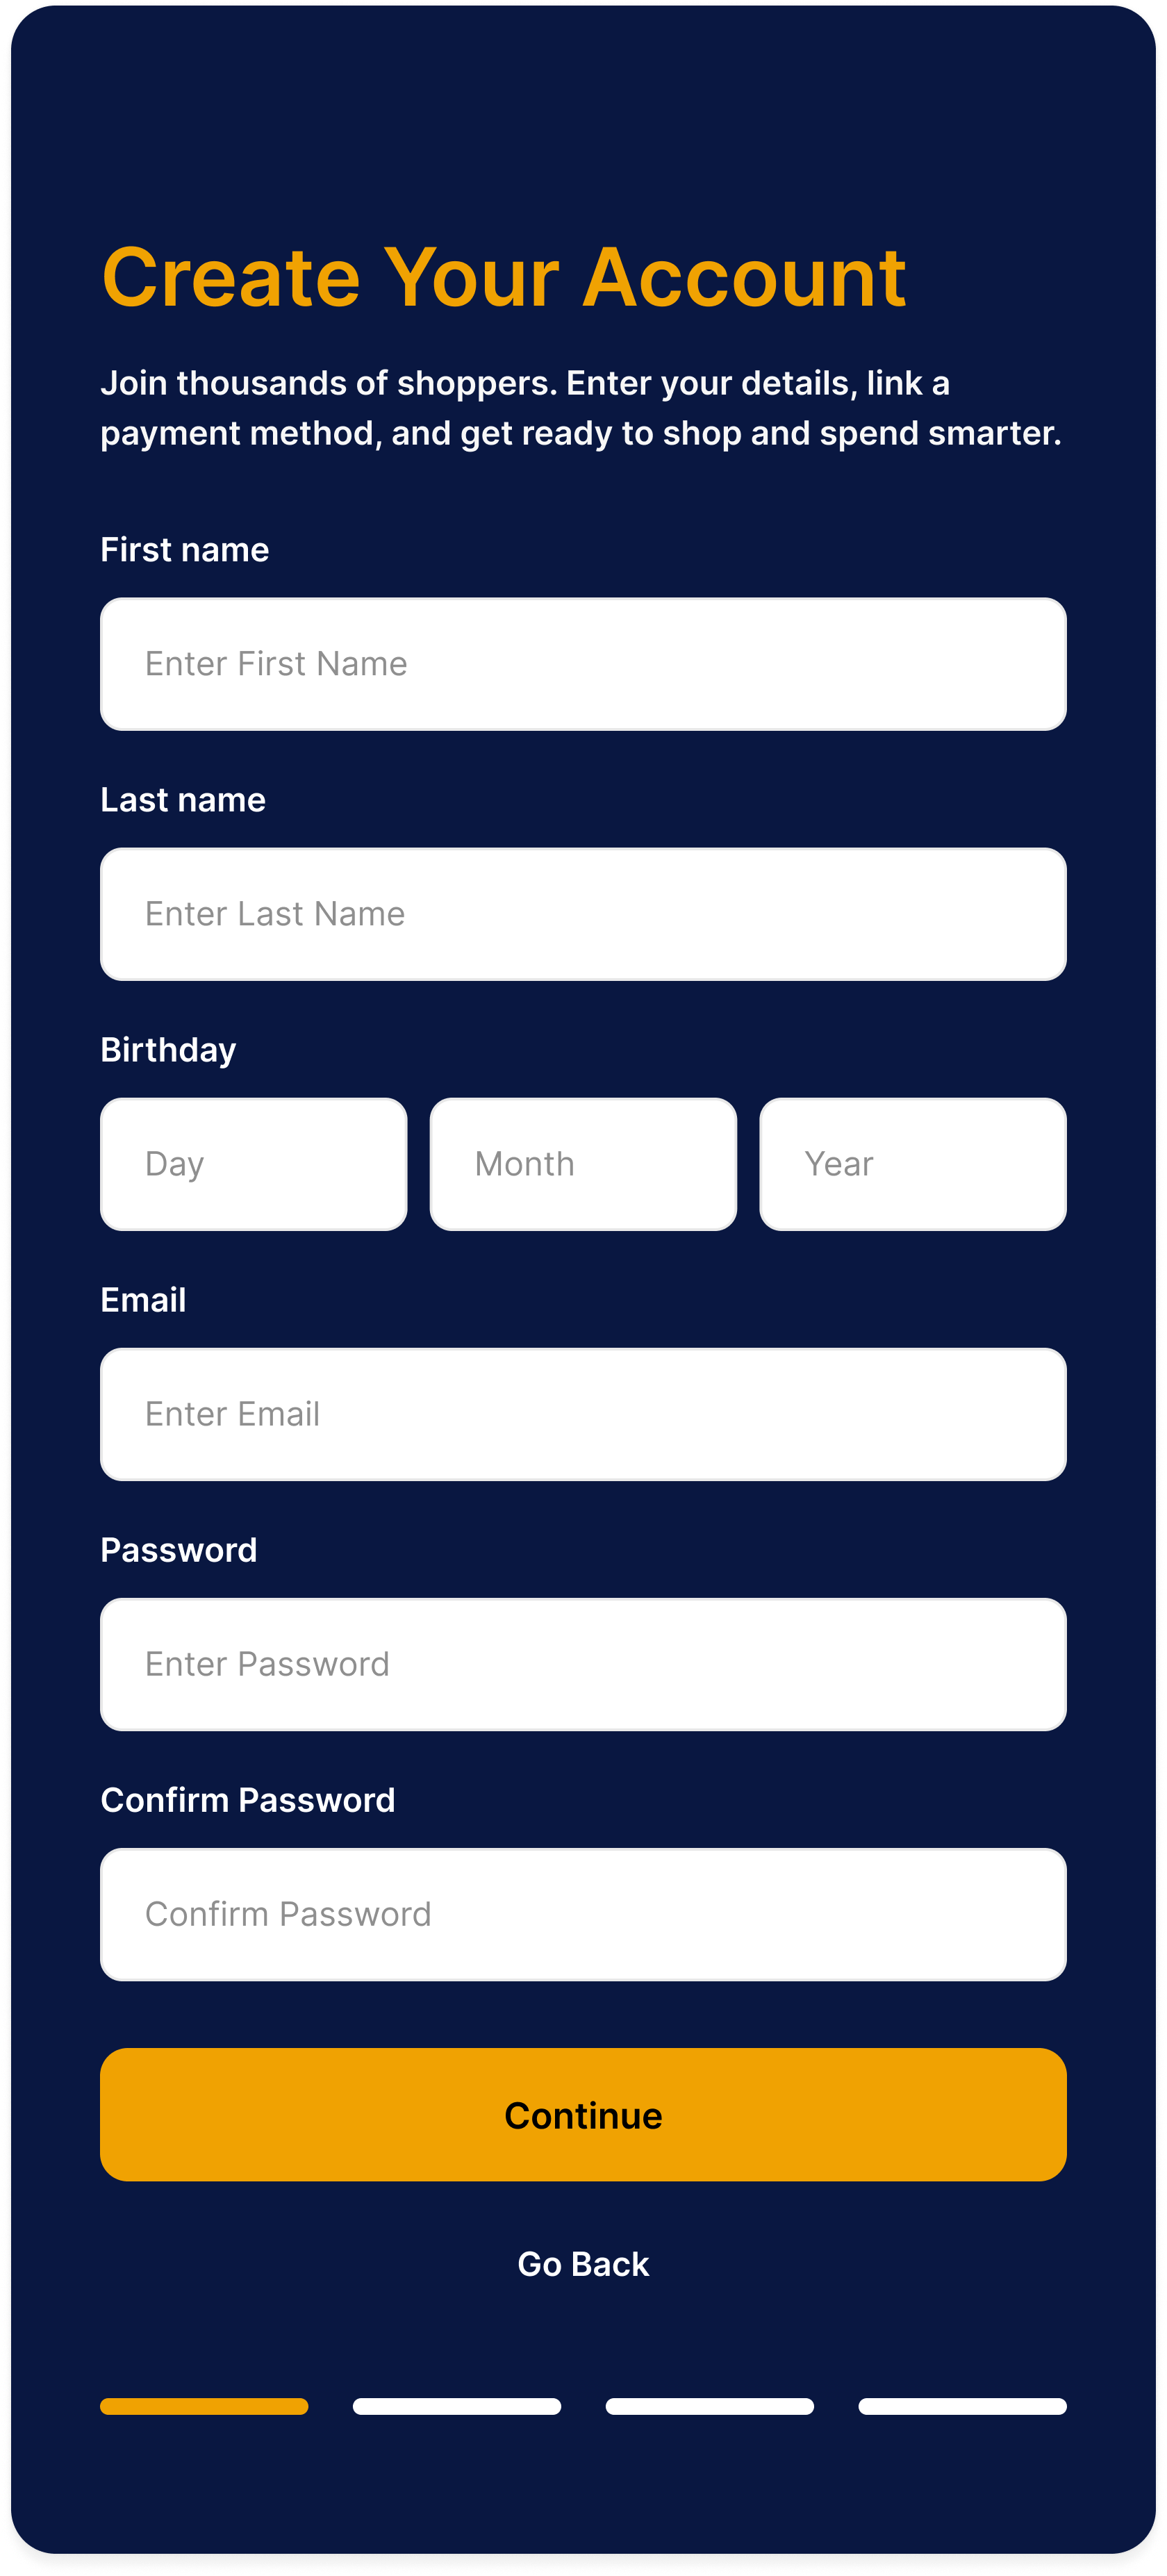 Create Your Account
Join thousands of shoppers. Enter your details, link a
payment method, and get ready to shop and spend smarter.
First name
Enter First Name
Last name
Enter Last Name
Birthday
Day Month Year
Email
Enter Email
Password
Enter Password
Confirm Password
Confirm Password
Continue
Go Back